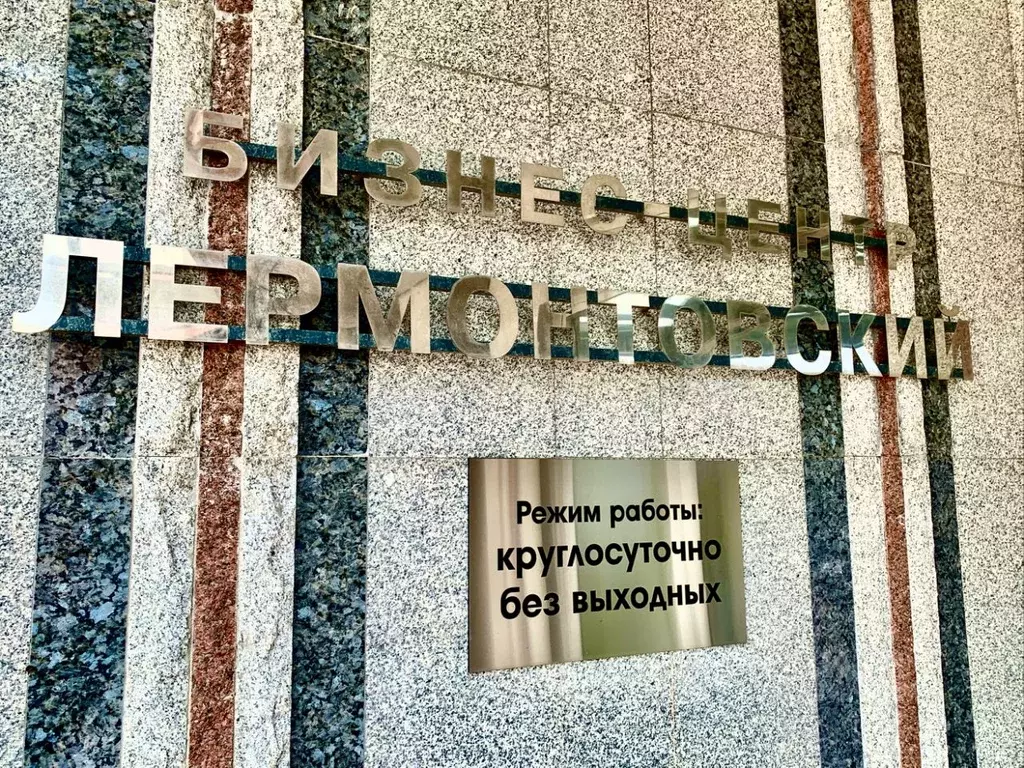 БИЗНЕС-ЦЕНТР
ЛЕРМОНТОВСКИЙ
Режим работы:
круглосуточно
без выходных